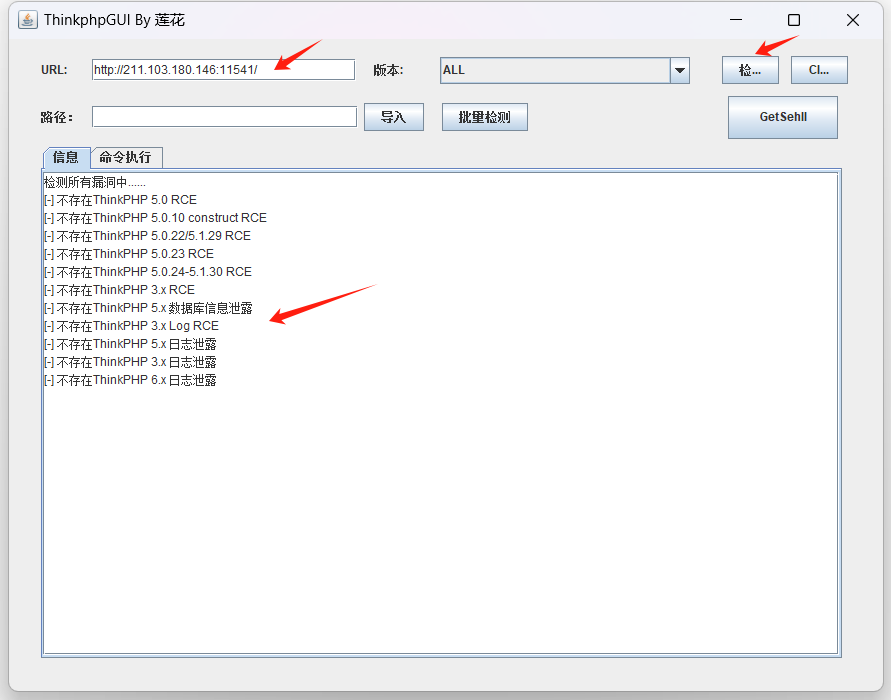 ThinkphpGUI By 莲花
URL: http://211.103.180.146:11541/ 版本: ALL 检... Cl...
路径: 导入 批量检测 GetSehll
信息 命令执行
检测所有漏洞中......
[-] 不存在ThinkPHP 5.0 RCE
[-] 不存在ThinkPHP 5.0.10 construct RCE
[-] 不存在ThinkPHP 5.0.22/5.1.29 RCE
[-] 不存在ThinkPHP 5.0.23 RCE
[-] 不存在ThinkPHP 5.0.24-5.1.30 RCE
[-] 不存在ThinkPHP 3.x RCE
[-] 不存在ThinkPHP 5.x 数据库信息泄露
[-] 不存在ThinkPHP 3.x Log RCE
[-] 不存在ThinkPHP 5.x 日志泄露
[-] 不存在ThinkPHP 3.x 日志泄露
[-] 不存在ThinkPHP 6.x 日志泄露